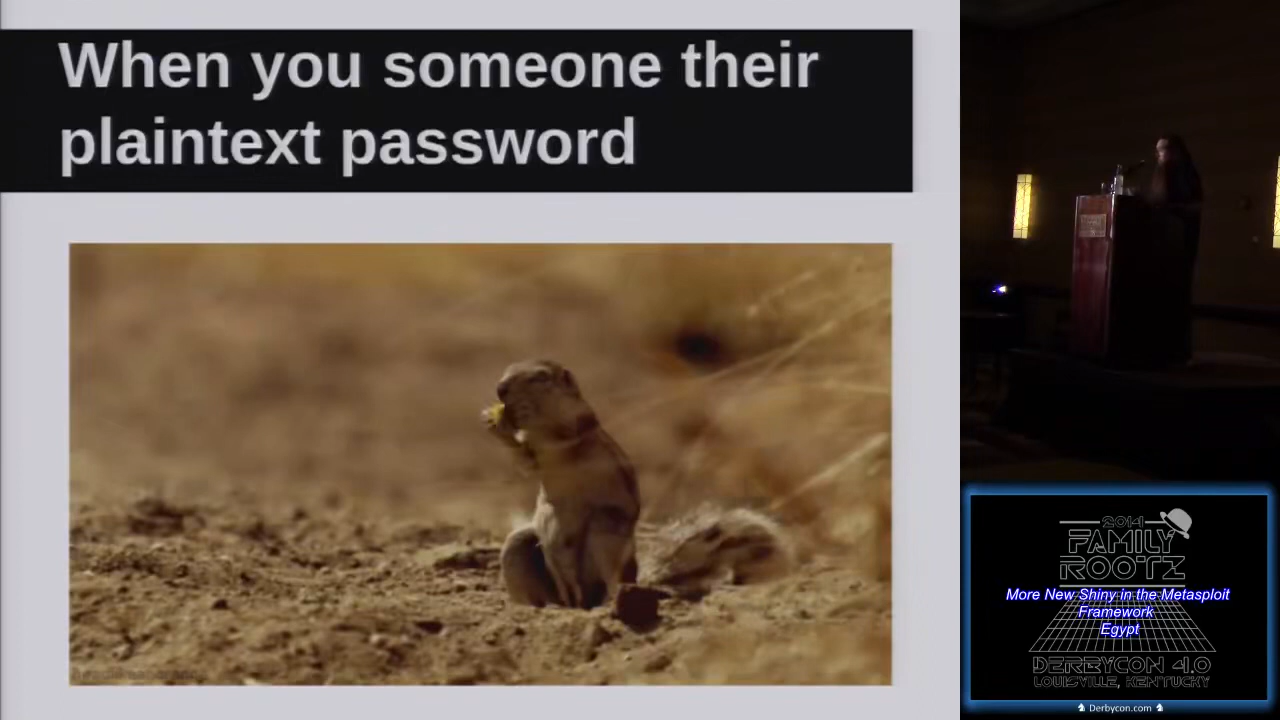 When you someone their
plaintext password
2014
FAMILY
ROOTZ
More New Shiny in the Metasploit
Framework
Egypt
DERBYCON 4.0
LOUISVILLE, KENTUCKY
Derbycon.com